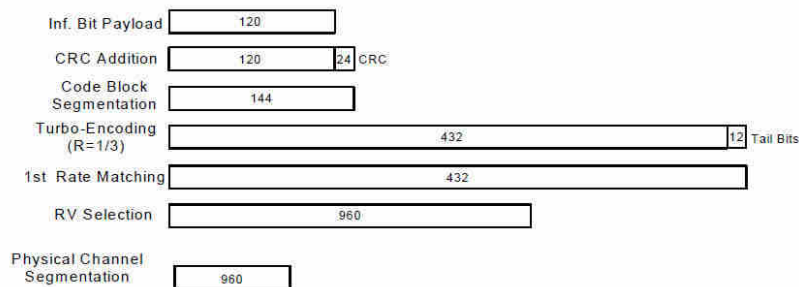 Inf. Bit Payload 120
CRC Addition 120 24 CRC
Code Block
Segmentation 144
Turbo-Encoding
(R=1/3) 432 12 Tail Bits
1st Rate Matching 432
RV Selection 960
Physical Channel
Segmentation 960